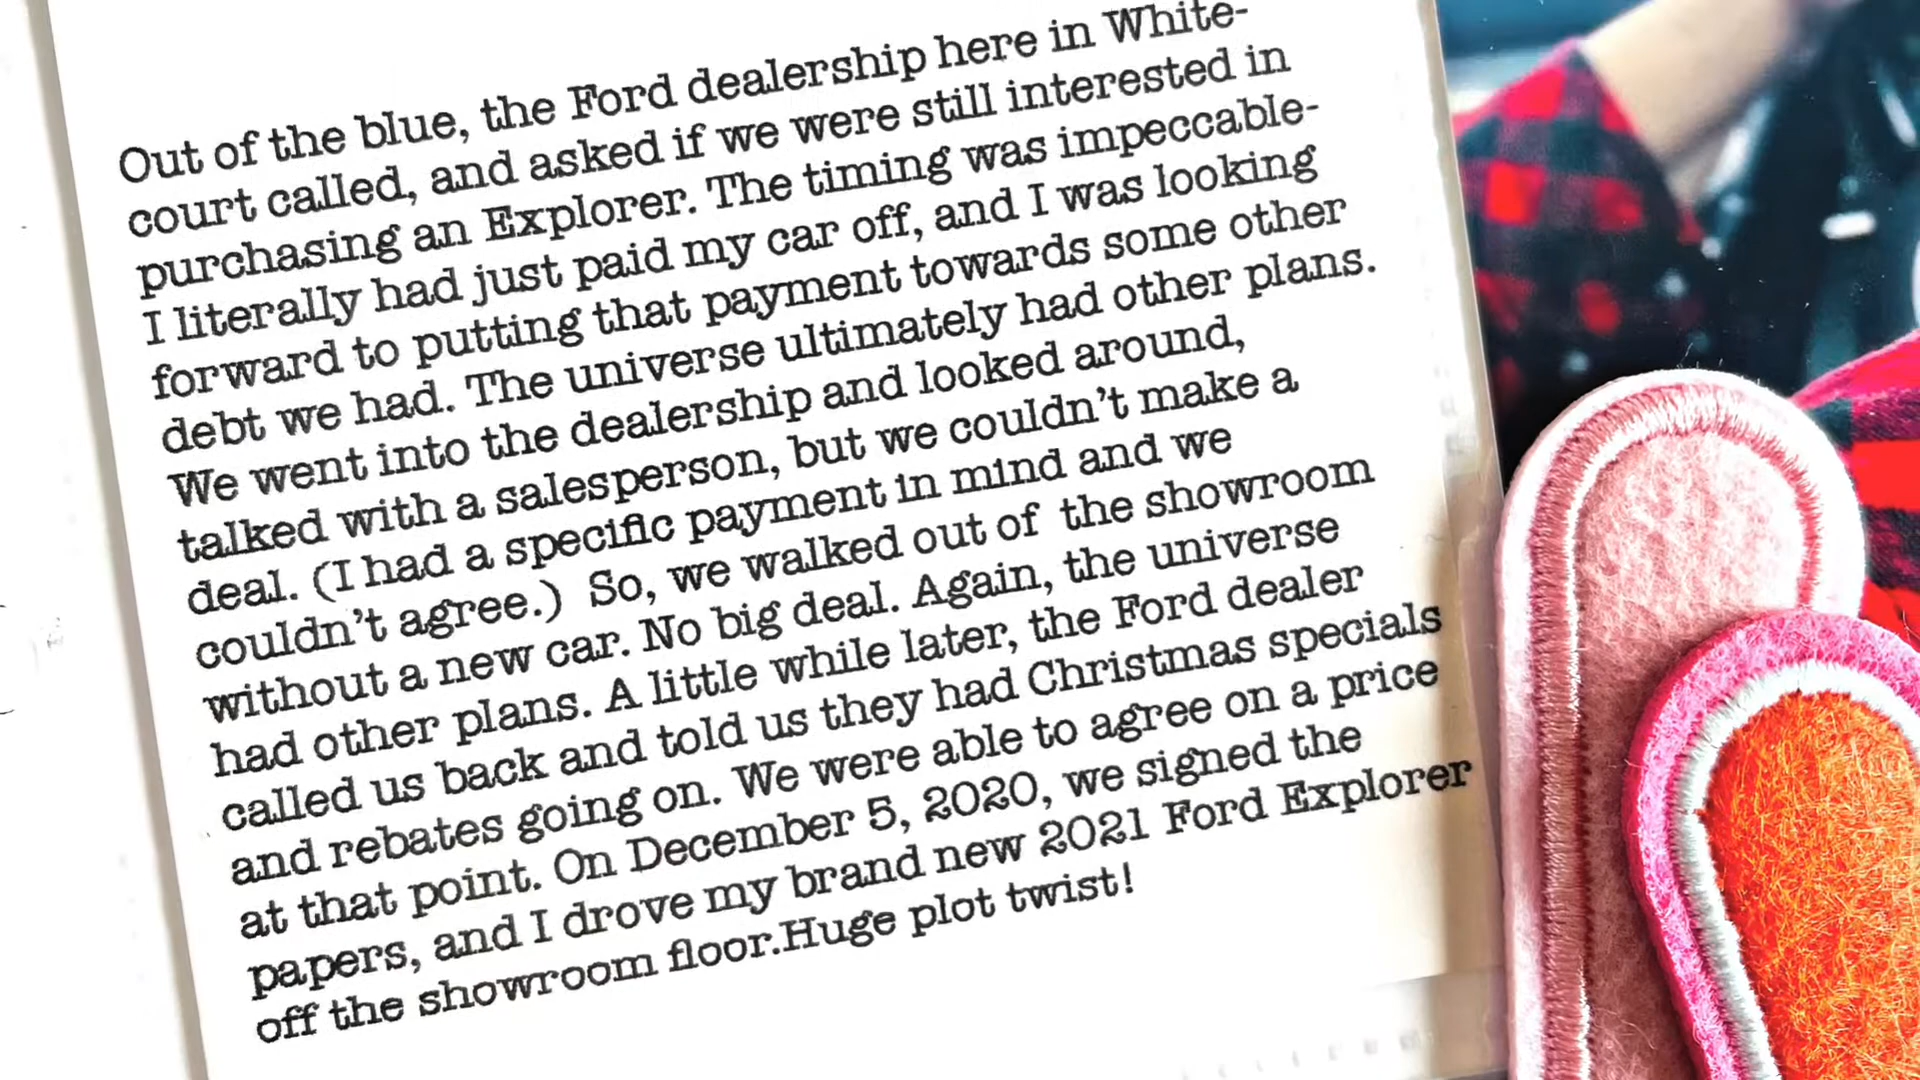 Out of the blue, the Ford dealership here in White-
court called, and asked if we were still interested in
purchasing an Explorer. The timing was impeccable-
I literally had just paid my car off, and I was looking
forward to putting that payment towards some other
debt we had. The universe ultimately had other plans.
We went into the dealership and looked around,
talked with a salesperson, but we couldn't make a
deal. (I had a specific payment in mind and we
couldn't agree.) So, we walked out of the showroom
without a new car. No big deal. Again, the universe
had other plans. A little while later, the Ford dealer
called us back and told us they had Christmas specials
and rebates going on. We were able to agree on a price
at that point. On December 5, 2020, we signed the
papers, and I drove my brand new 2021 Ford Explorer
off the showroom floor.Huge plot twist!